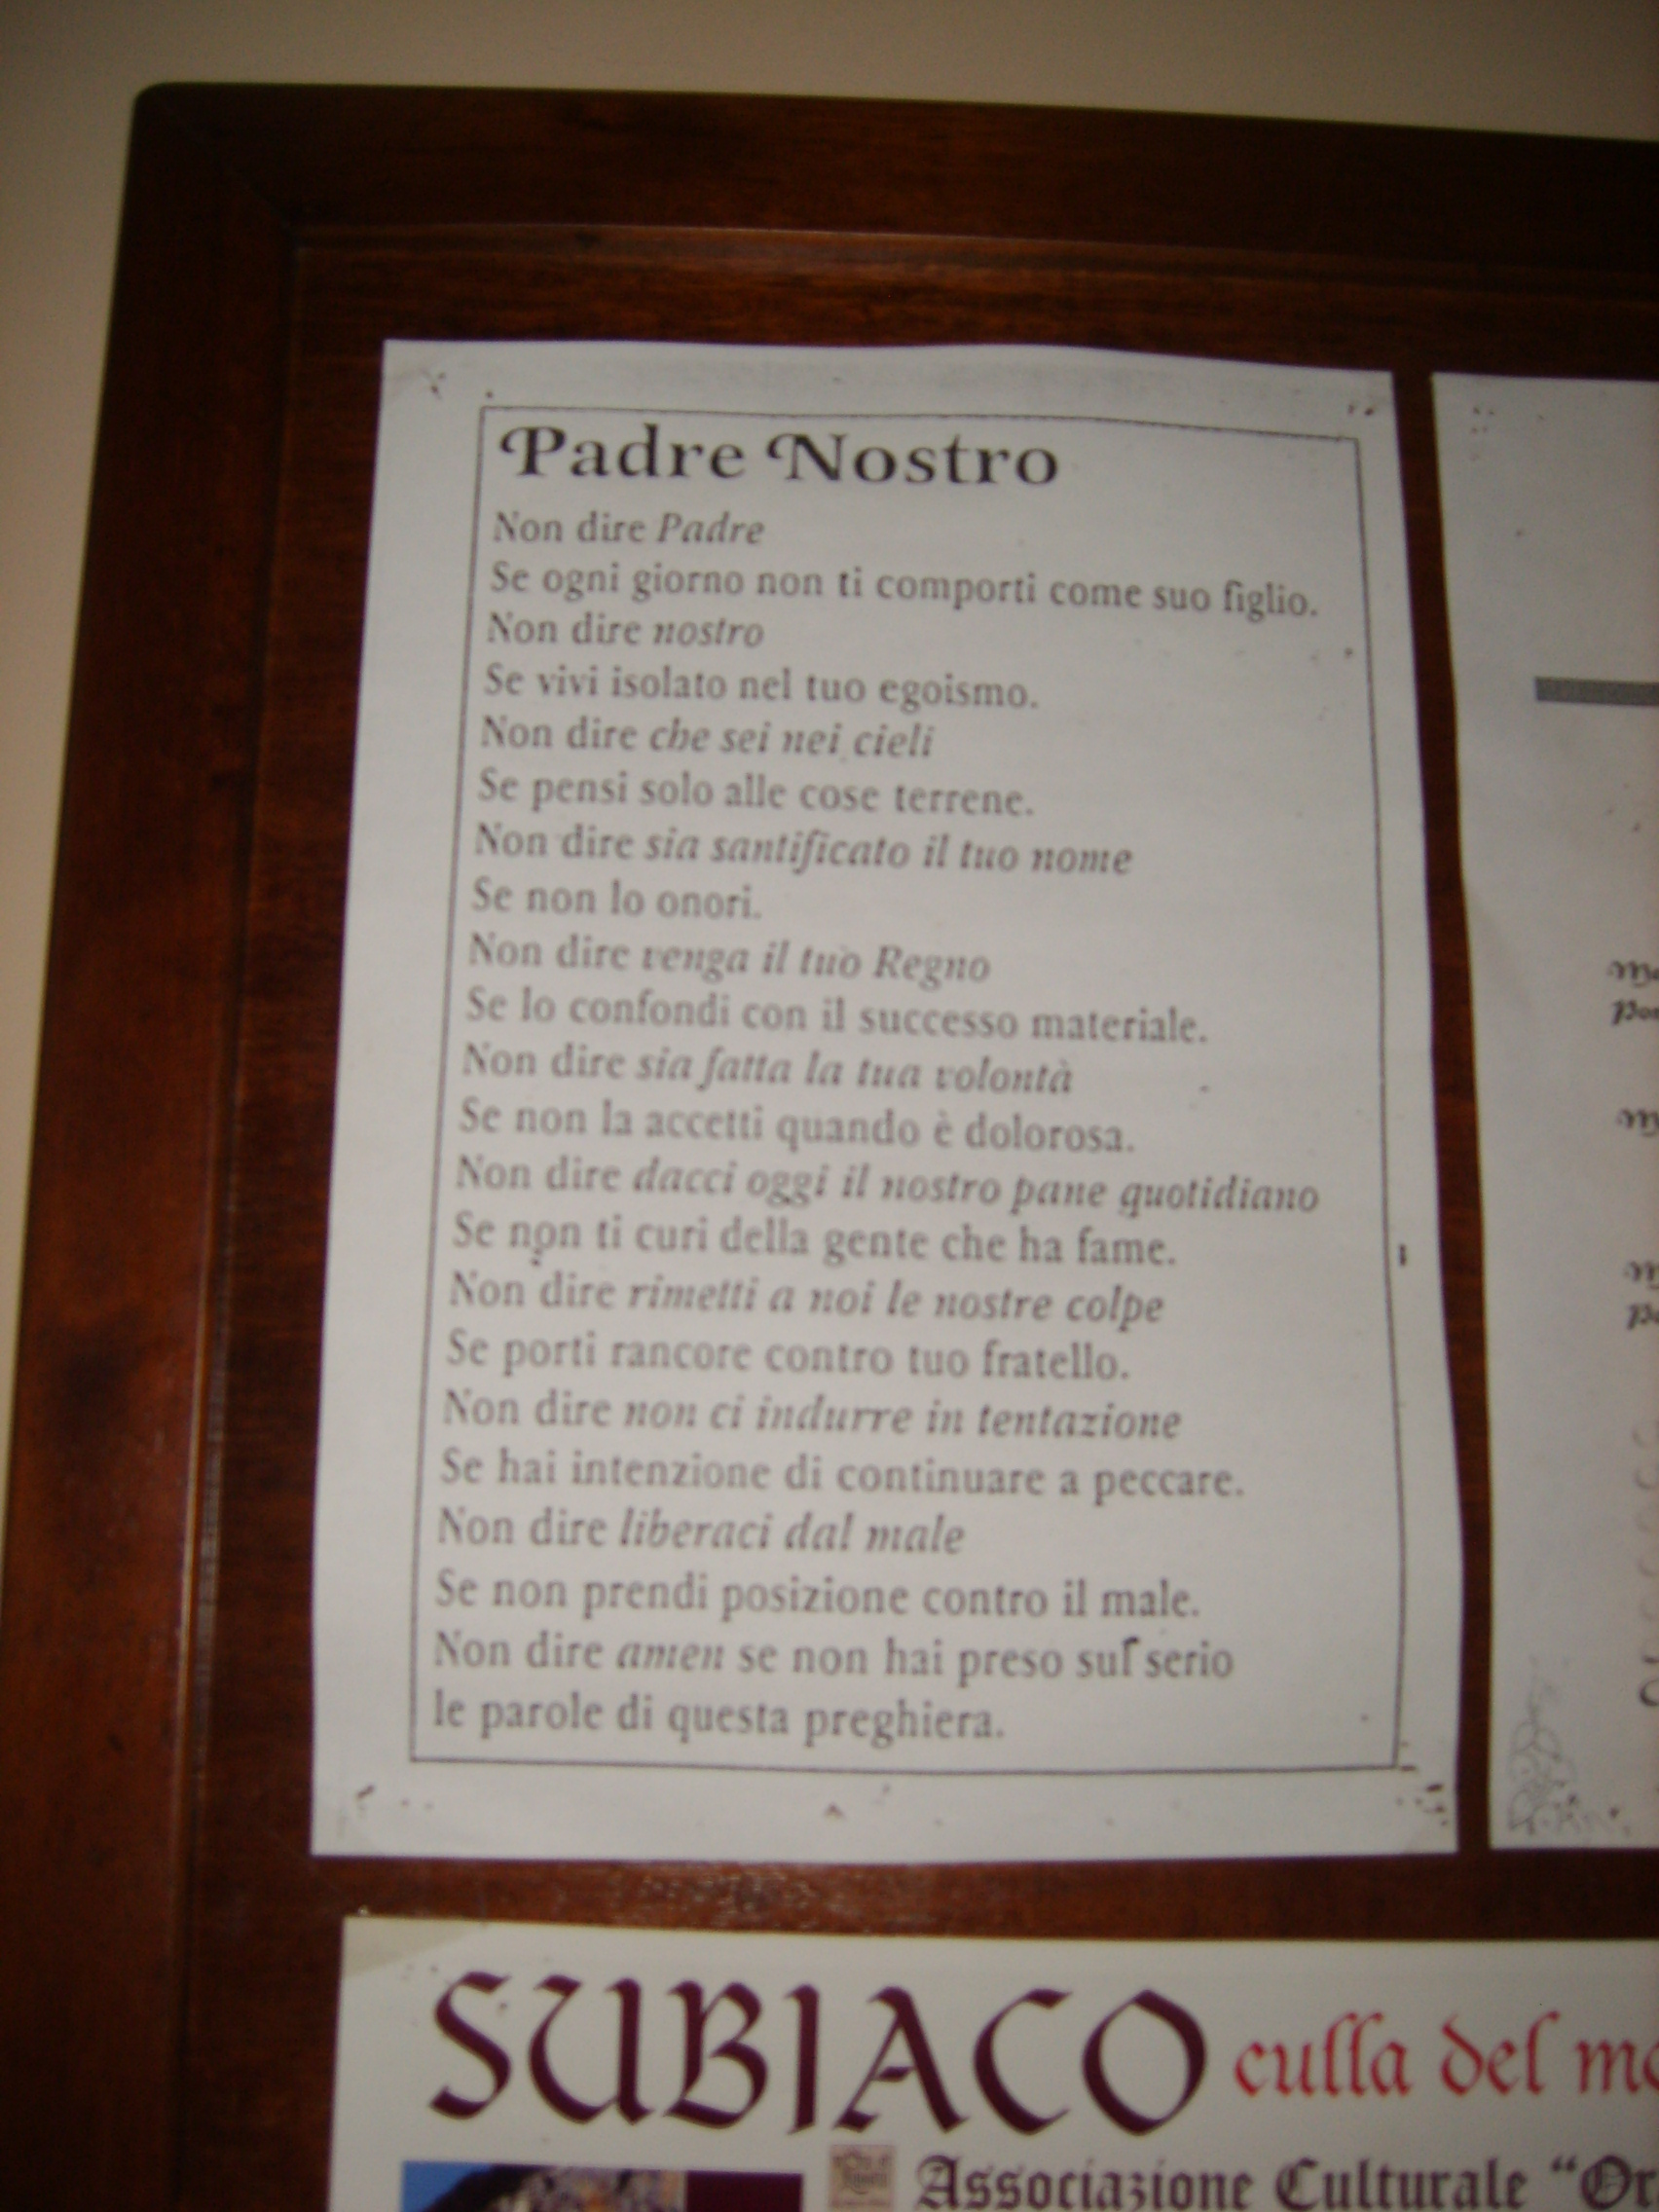 Padre Nostro
Non dire Padre
Se ogni giorno non ti comporti come suo figlio.
Non dire nostro
Se vivi isolato nel tuo egoismo.
Non dire che sei nei cieli
Se pensi solo alle cose terrene.
Non dire sia santificato il tuo nome
Se non lo onori.
Non dire venga il tuo Regno
Se lo confondi con il successo materiale.
Non dire sia fatta la tua volontà
Se non la accetti quando è dolorosa.
Non dire dacci oggi il nostro pane quotidiano
Se non ti curi della gente che ha fame.
Non dire rimetti a noi le nostre colpe
Se porti rancore contro tuo fratello.
Non dire non ci indurre in tentazione
Se hai intenzione di continuare a peccare.
Non dire liberaci dal male
Se non prendi posizione contro il male.
Non dire amen se non hai preso sul serio
le parole di questa preghiera.
SUBIACO culla del
Associazione Culturale